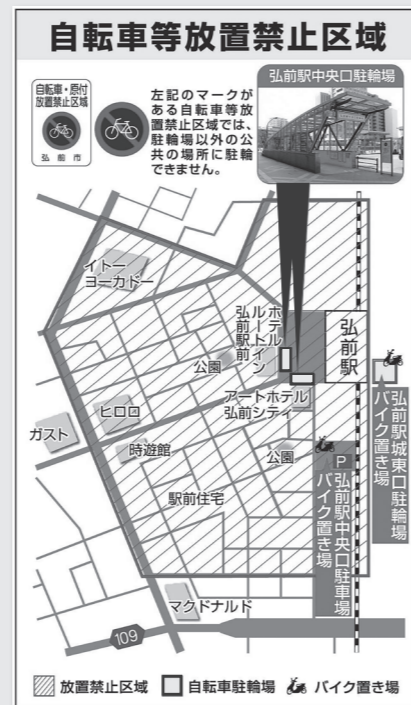 自転車等放置禁止区域
自転車・原付
放置禁止区域
弘前市
左記のマークが
ある自転車等放
置禁止区域では、
駐輪場以外の公
共の場所に駐輪
できません。
弘前駅中央口駐輪場
イトー
ヨーカドー
ホテルルートイン
弘前駅前
弘前駅
公園
アートホテル
弘前シティ
ヒロロ
ガスト
時遊館
公園
P
駅前住宅
弘前駅中央口駐車場
バイク置き場
弘前駅城東口駐輪場
バイク置き場
マクドナルド
109
放置禁止区域
自転車駐輪場
バイク置き場